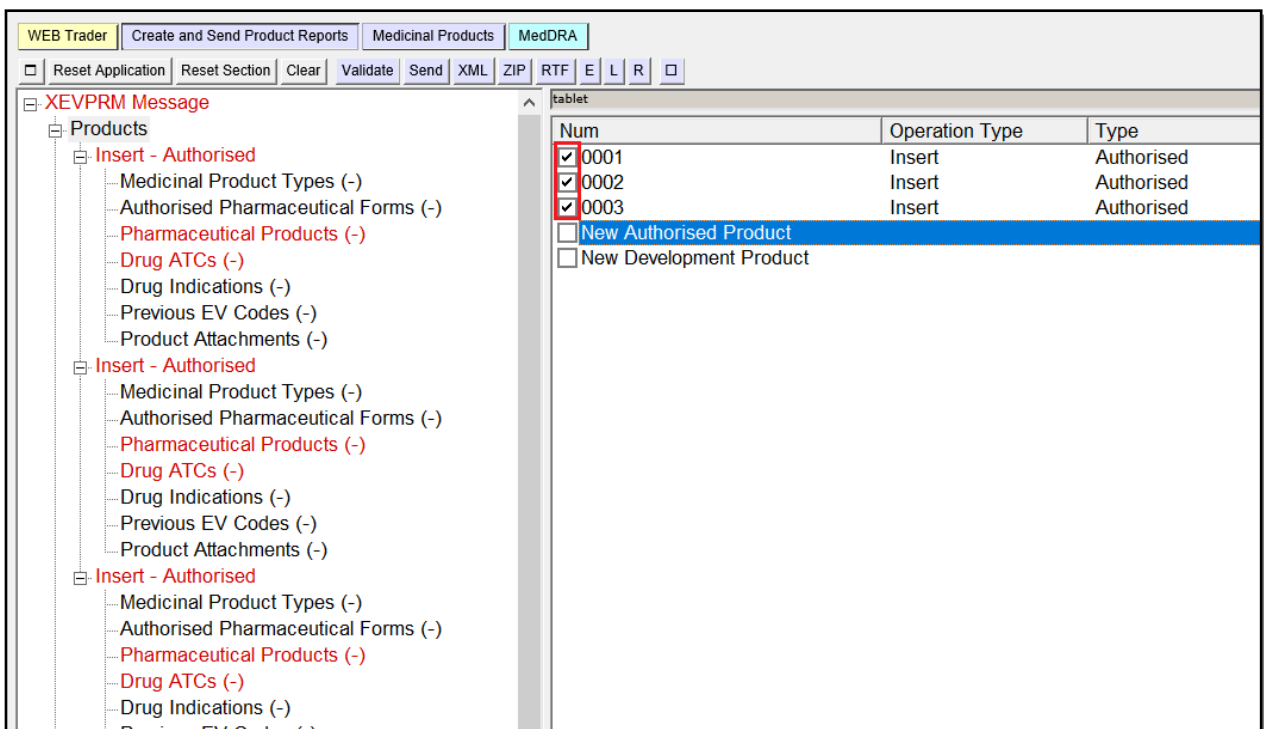 WEB Trader Create and Send Product Reports Medicinal Products MedDRA
Reset Application Reset Section Clear Validate Send XML ZIP RTF E L R
XEVPRM Message
Products
Insert - Authorised
Medicinal Product Types (-)
Authorised Pharmaceutical Forms (-)
Pharmaceutical Products (-)
Drug ATCs (-)
Drug Indications (-)
Previous EV Codes (-)
Product Attachments (-)
Insert - Authorised
Medicinal Product Types (-)
Authorised Pharmaceutical Forms (-)
Pharmaceutical Products (-)
Drug ATCs (-)
Drug Indications (-)
Previous EV Codes (-)
Product Attachments (-)
Insert - Authorised
Medicinal Product Types (-)
Authorised Pharmaceutical Forms (-)
Pharmaceutical Products (-)
Drug ATCs (-)
Drug Indications (-)
tablet
Num Operation Type Type
0001 Insert Authorised
0002 Insert Authorised
0003 Insert Authorised
New Authorised Product
New Development Product